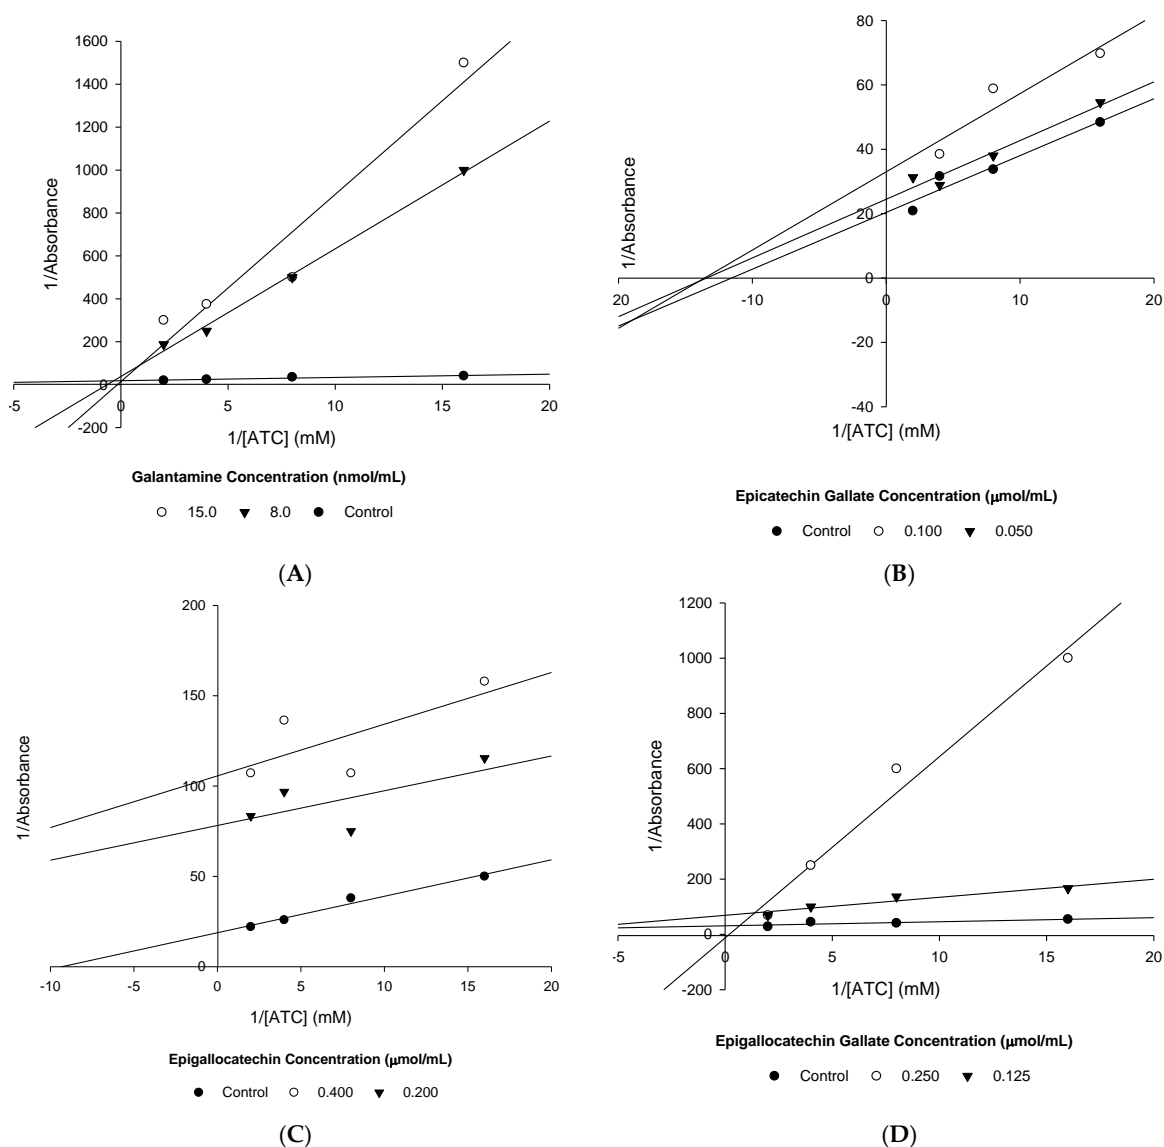 1600
1400
1200
1000
800
600
400
200
0
-200
-5
0
5
10
15
20
1/Absorbance
1/[ATC] (mM)
Galantamine Concentration (nmol/mL)
15.0 8.0 Control
(A)
80
60
40
20
0
-20
-40
20
-10
0
10
20
1/Absorbance
1/[ATC] (mM)
Epicatechin Gallate Concentration (μmol/mL)
Control 0.100 0.050
(B)
200
150
100
50
0
-10
-5
0
5
10
15
20
1/Absorbance
1/[ATC] (mM)
Epigallocatechin Concentration (μmol/mL)
Control 0.400 0.200
(C)
1200
1000
800
600
400
200
0
-200
-5
0
5
10
15
20
1/Absorbance
1/[ATC] (mM)
Epigallocatechin Gallate Concentration (μmol/mL)
Control 0.250 0.125
(D)